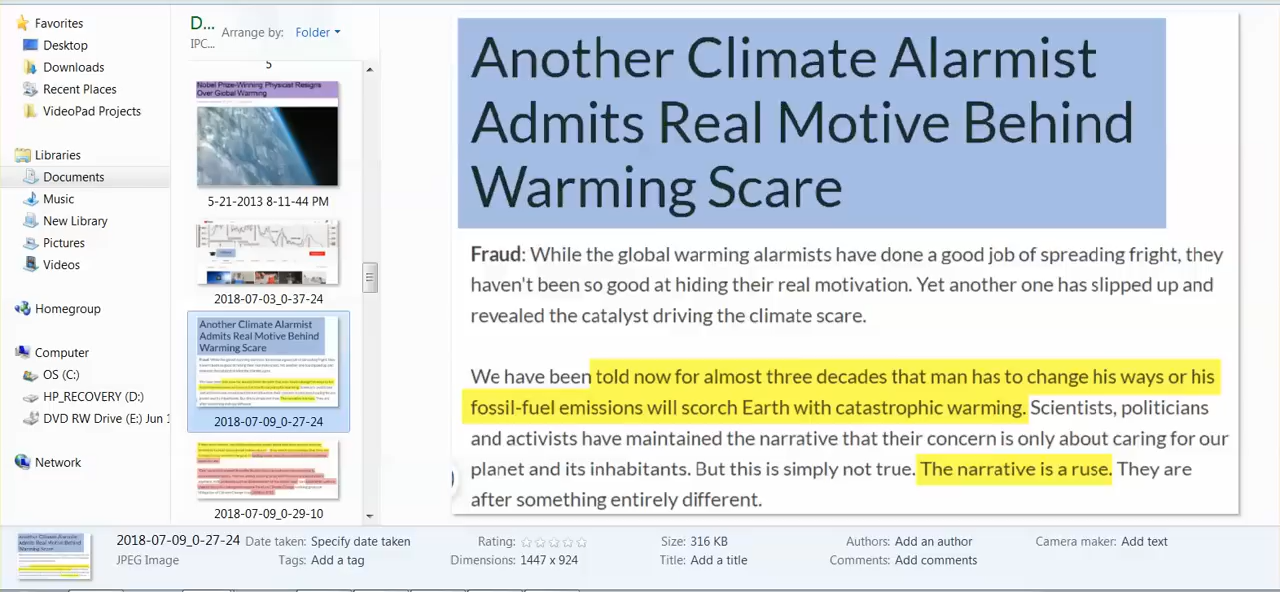 Favorites
Desktop
Downloads
Recent Places
VideoPad Projects
Libraries
Documents
Music
New Library
Pictures
Videos
Homegroup
Computer
OS (C:)
HP_RECOVERY (D:)
DVD RW Drive (E:) Jun 1
Network
D...
IPC...
Arrange by: Folder
5
Nobel Prize-Winning Physicist Resigns
Over Global Warming
5-21-2013 8-11-44 PM
2018-07-03_0-37-24
Another Climate Alarmist
Admits Real Motive Behind
Warming Scare
2018-07-09_0-27-24
2018-07-09_0-29-10
Another Climate Alarmist
Admits Real Motive Behind
Warming Scare
Fraud: While the global warming alarmists have done a good job of spreading fright, they
haven't been so good at hiding their real motivation. Yet another one has slipped up and
revealed the catalyst driving the climate scare.
We have been told now for almost three decades that man has to change his ways or his
fossil-fuel emissions will scorch Earth with catastrophic warming. Scientists, politicians
and activists have maintained the narrative that their concern is only about caring for our
planet and its inhabitants. But this is simply not true. The narrative is a ruse. They are
after something entirely different.
2018-07-09_0-27-24 Date taken: Specify date taken
JPEG Image Tags: Add a tag
Rating:
Dimensions: 1447 x 924
Size: 316 KB
Title: Add a title
Authors: Add an author
Comments: Add comments
Camera maker: Add text